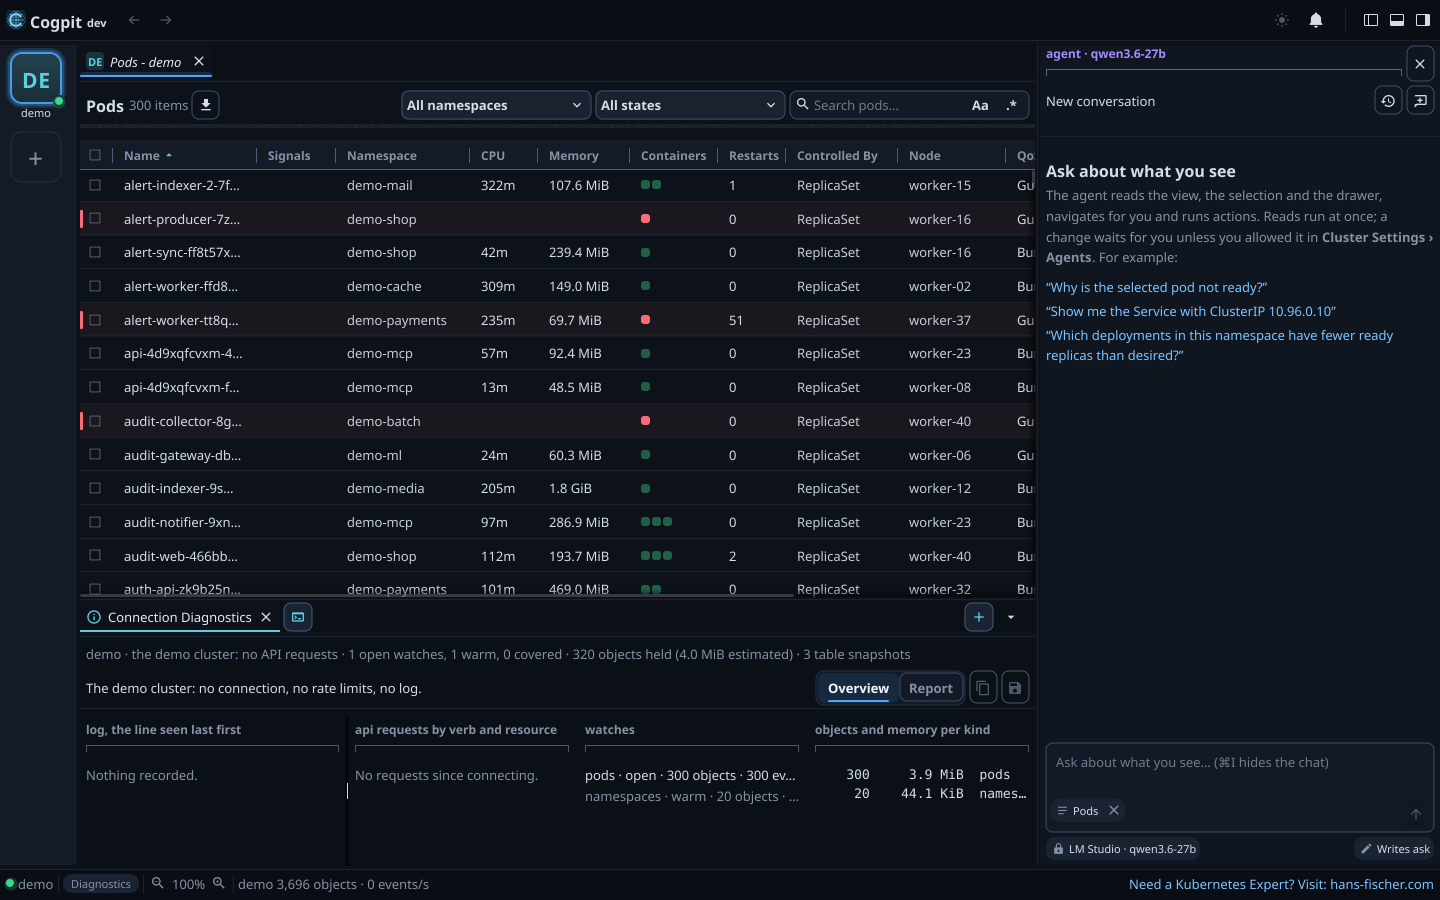 Cogpit dev
DE
demo
DE Pods - demo
Pods 300 items
All namespaces
All states
Search pods...
Aa
.*
Name Signals Namespace CPU Memory Containers Restarts Controlled By Node Qo
alert-indexer-2-7f... demo-mail 322m 107.6 MiB 1 ReplicaSet worker-15 Gu
alert-producer-7z... demo-shop 0 ReplicaSet worker-16 Gu
alert-sync-ff8t57x... demo-shop 42m 239.4 MiB 0 ReplicaSet worker-16 Bu
alert-worker-ffd8... demo-cache 309m 149.0 MiB 0 ReplicaSet worker-02 Bu
alert-worker-tt8q... demo-payments 235m 69.7 MiB 51 ReplicaSet worker-37 Gu
api-4d9xqfcvxm-4... demo-mcp 57m 92.4 MiB 0 ReplicaSet worker-23 Bu
api-4d9xqfcvxm-f... demo-mcp 13m 48.5 MiB 0 ReplicaSet worker-08 Bu
audit-collector-8g... demo-batch 0 ReplicaSet worker-40 Gu
audit-gateway-db... demo-ml 24m 60.3 MiB 0 ReplicaSet worker-06 Gu
audit-indexer-9s... demo-media 205m 1.8 GiB 0 ReplicaSet worker-12 Bu
audit-notifier-9xn... demo-mcp 97m 286.9 MiB 0 ReplicaSet worker-23 Bu
audit-web-466bb... demo-shop 112m 193.7 MiB 2 ReplicaSet worker-40 Bu
auth-api-zk9b25n... demo-payments 101m 469.0 MiB 0 ReplicaSet worker-32 Bu
Connection Diagnostics
demo · the demo cluster: no API requests · 1 open watches, 1 warm, 0 covered · 320 objects held (4.0 MiB estimated) · 3 table snapshots
The demo cluster: no connection, no rate limits, no log.
Overview
Report
log, the line seen last first
Nothing recorded.
api requests by verb and resource
No requests since connecting.
watches
pods · open · 300 objects · 300 ev...
namespaces · warm · 20 objects · ...
objects and memory per kind
300 3.9 MiB pods
20 44.1 KiB names...
agent · qwen3.6-27b
New conversation
Ask about what you see
The agent reads the view, the selection and the drawer,
navigates for you and runs actions. Reads run at once; a
change waits for you unless you allowed it in Cluster Settings ›
Agents. For example:
“Why is the selected pod not ready?”
“Show me the Service with ClusterIP 10.96.0.10”
“Which deployments in this namespace have fewer ready
replicas than desired?”
Ask about what you see... (⌘I hides the chat)
Pods
LM Studio · qwen3.6-27b
Writes ask
demo
Diagnostics
100%
demo 3,696 objects · 0 events/s
Need a Kubernetes Expert? Visit: hans-fischer.com